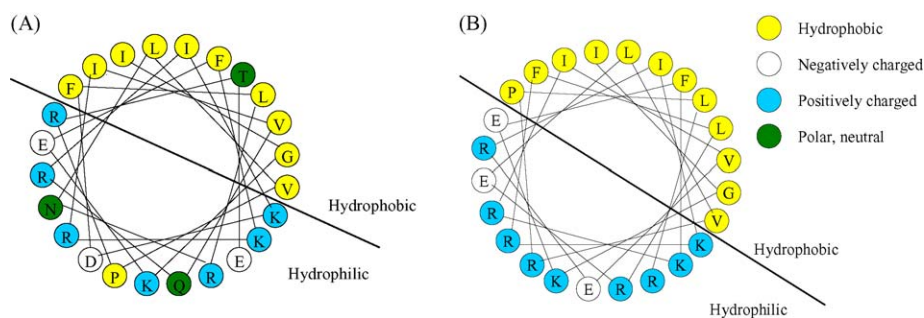 (A)
F
I
I
L
I
F
T
L
V
G
V
K
K
E
R
Q
K
P
D
R
N
R
E
R
Hydrophobic
Hydrophilic
(B)
P
F
I
I
L
I
F
L
L
V
G
V
K
K
R
R
E
K
R
R
R
E
R
E
Hydrophobic
Hydrophilic
Hydrophobic
Negatively charged
Positively charged
Polar, neutral